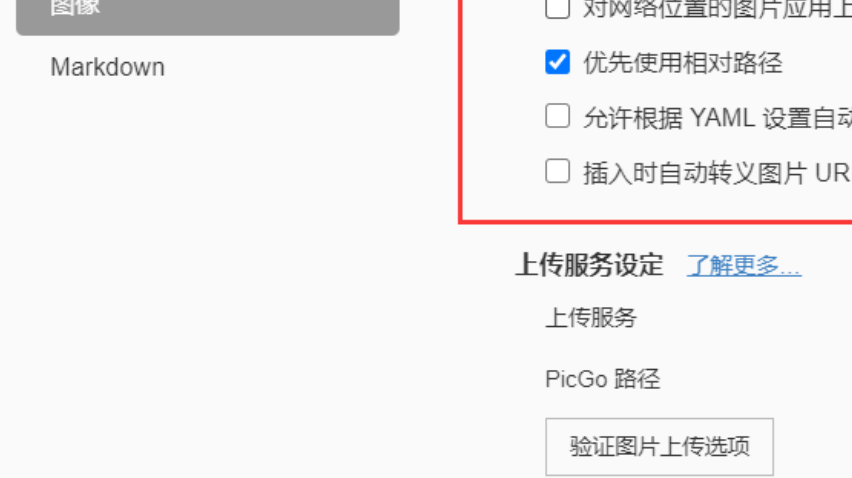 图像
Markdown
对网络位置的图片应用上
优先使用相对路径
允许根据 YAML 设置自动
插入时自动转义图片 UR
上传服务设定 了解更多...
上传服务
PicGo 路径
验证图片上传选项